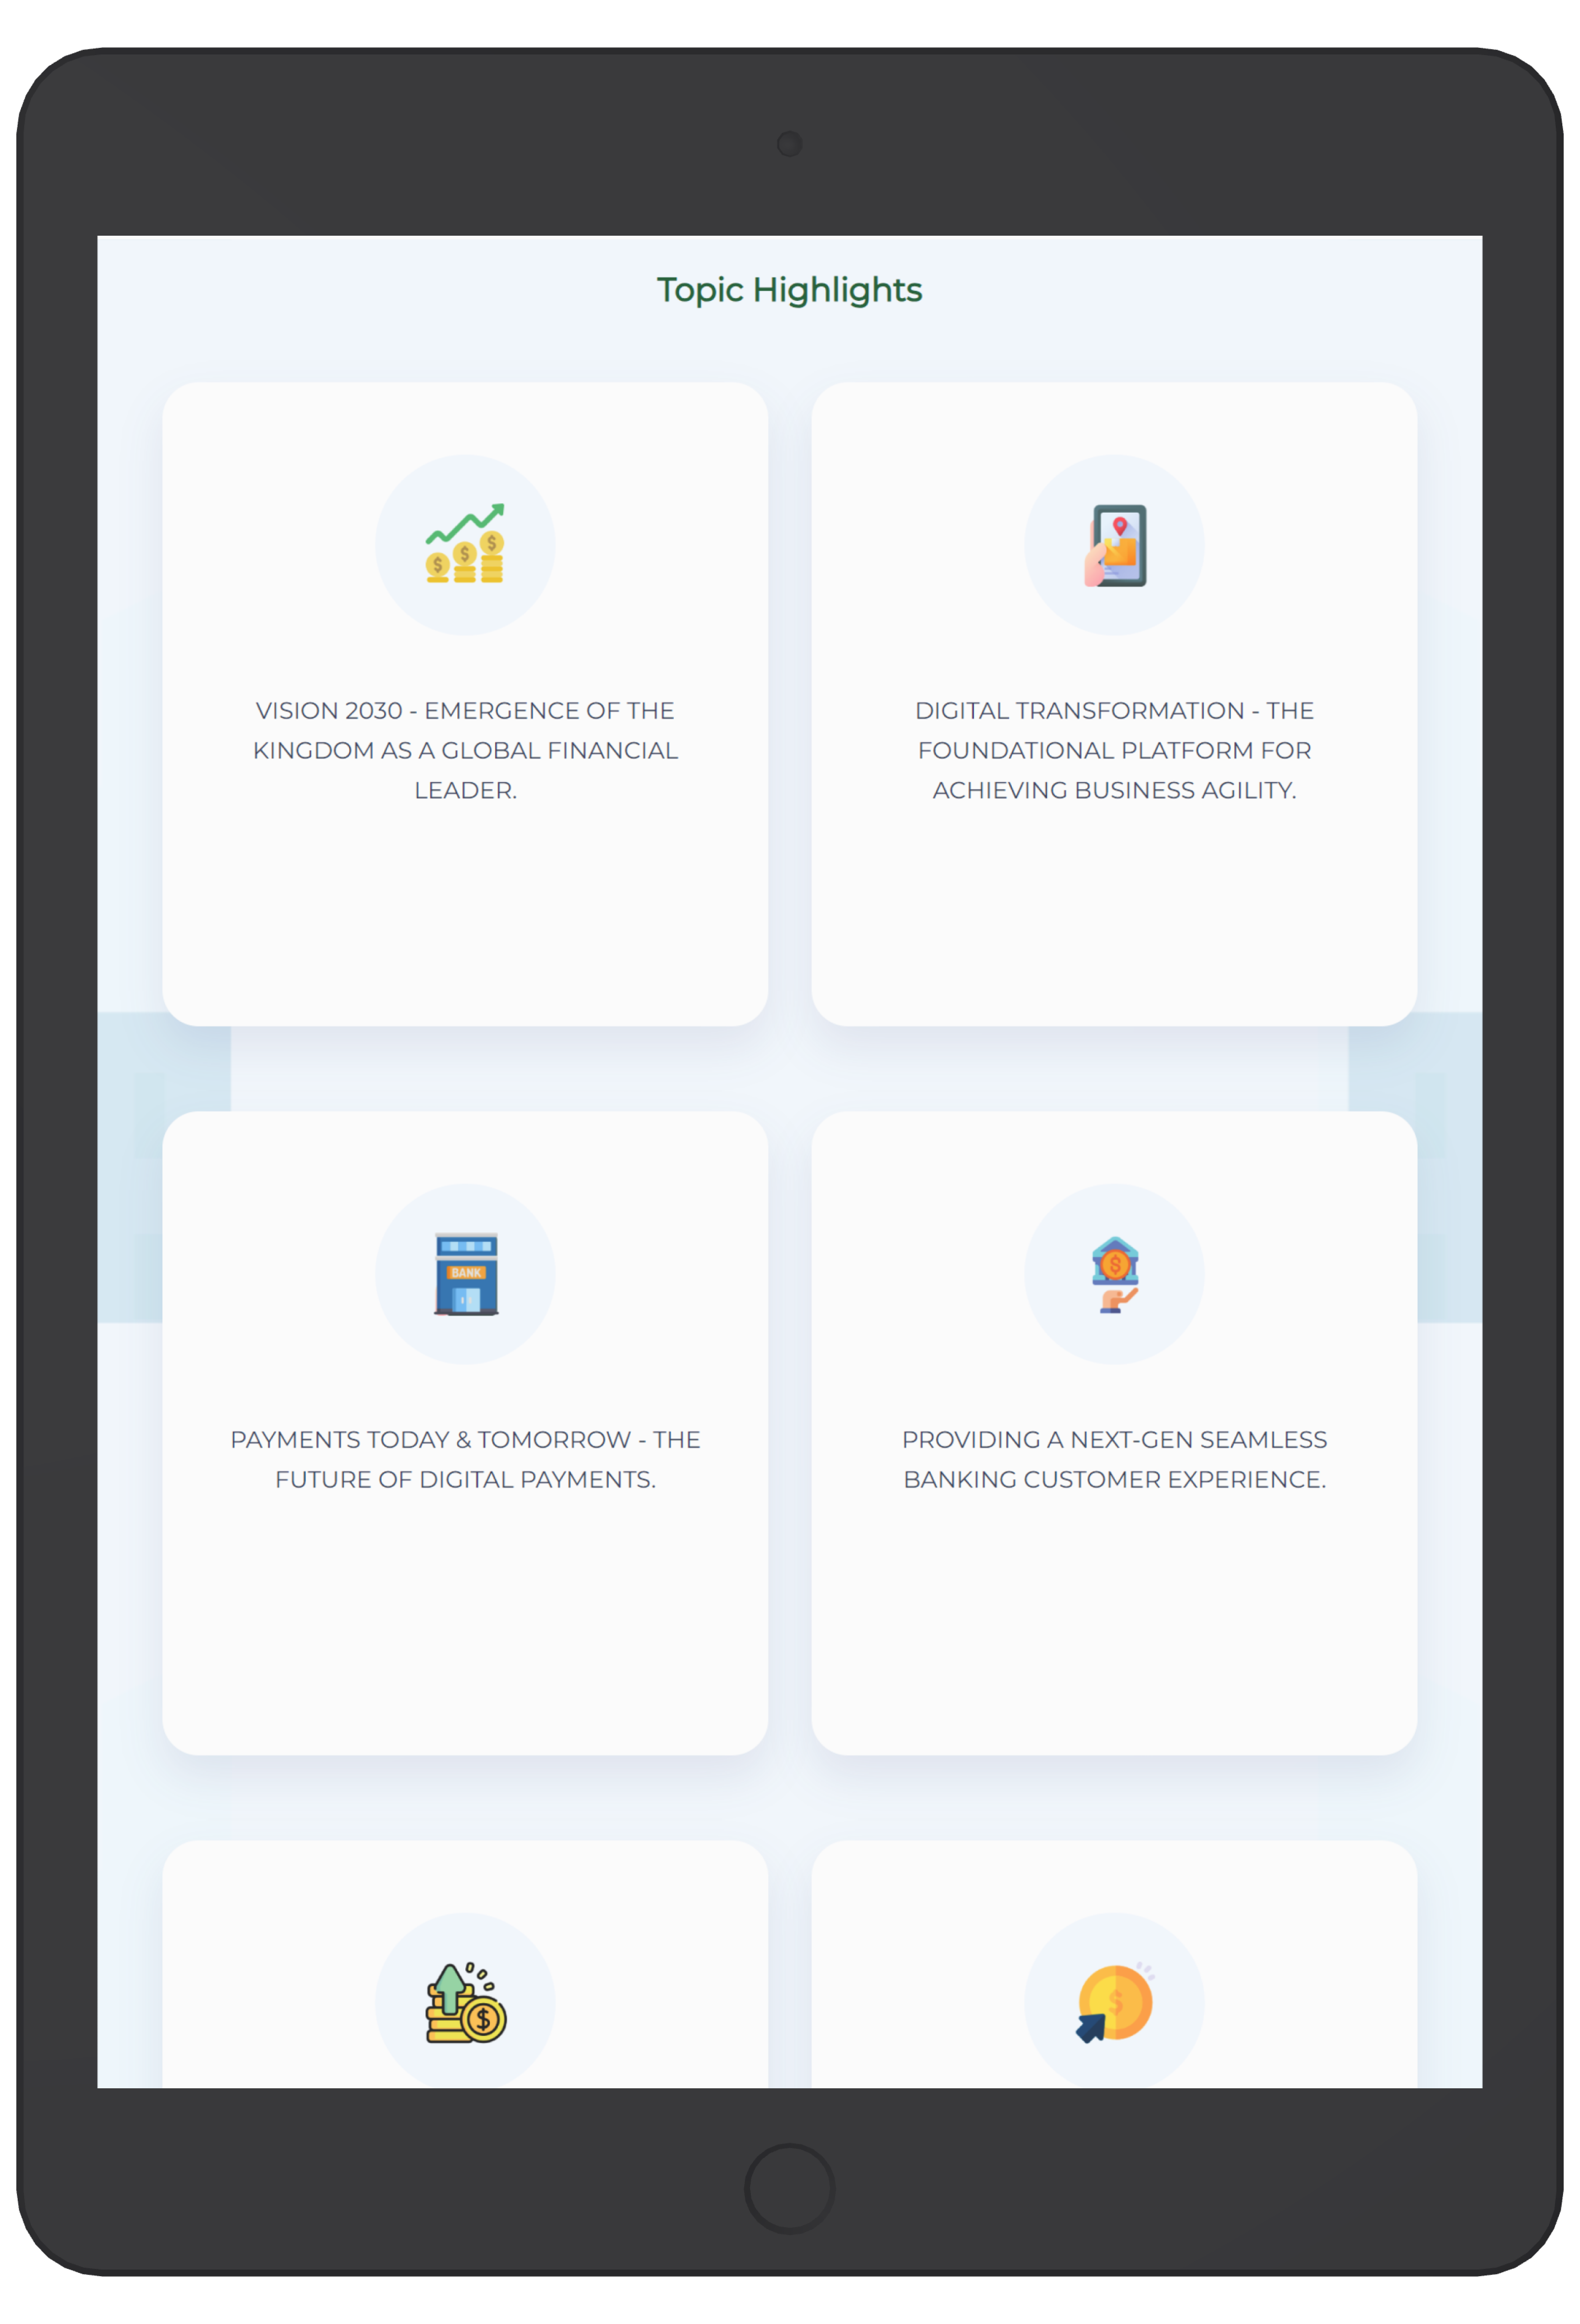 Topic Highlights
VISION 2030 - EMERGENCE OF THE
KINGDOM AS A GLOBAL FINANCIAL
LEADER.
DIGITAL TRANSFORMATION - THE
FOUNDATIONAL PLATFORM FOR
ACHIEVING BUSINESS AGILITY.
BANK
PAYMENTS TODAY & TOMORROW - THE
FUTURE OF DIGITAL PAYMENTS.
PROVIDING A NEXT-GEN SEAMLESS
BANKING CUSTOMER EXPERIENCE.